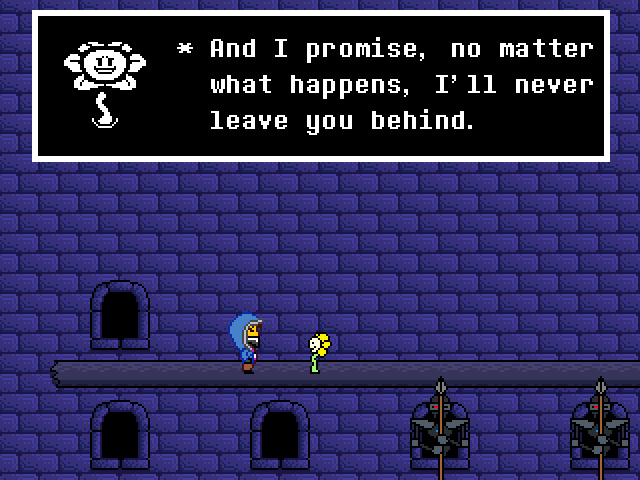 * And I promise, no matter
what happens, I'll never
leave you behind.